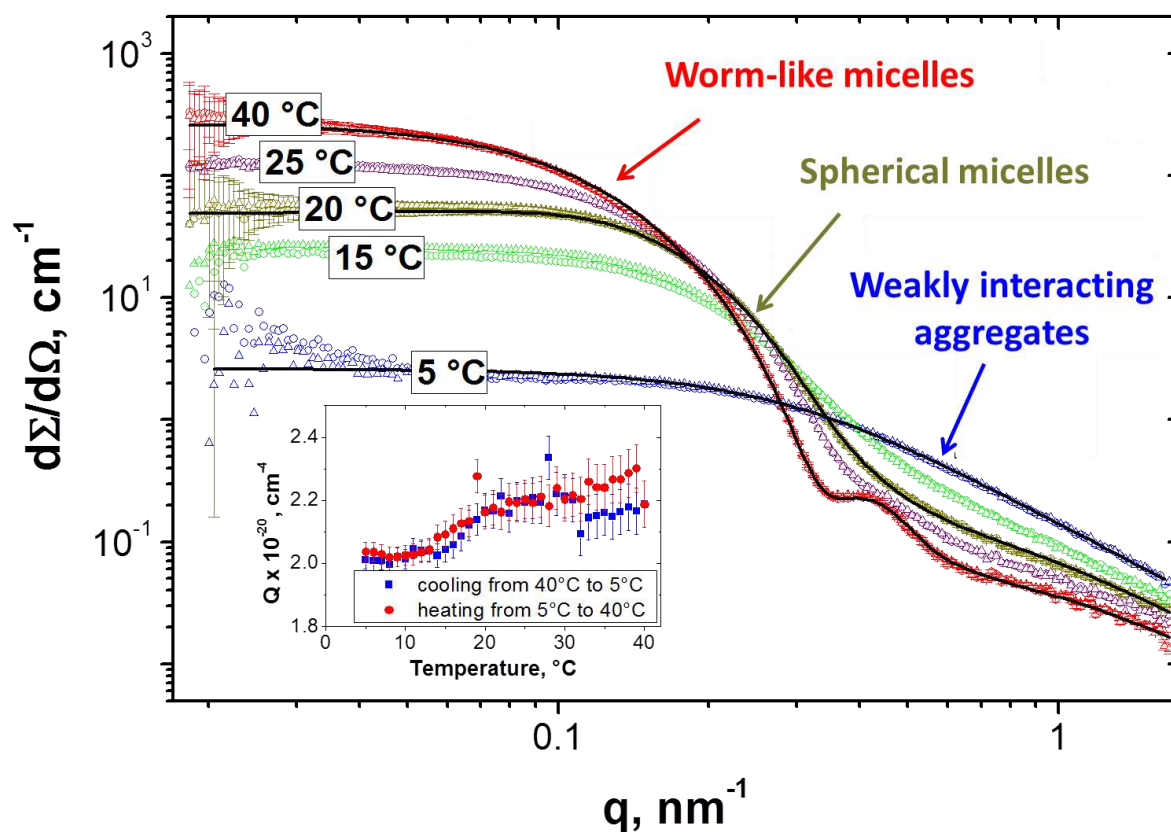 10³
10¹
10⁻¹
dΣ/dΩ, cm⁻¹
40 °C
25 °C
20 °C
15 °C
5 °C
Worm-like micelles
Spherical micelles
Weakly interacting
aggregates
2.4
2.2
2.0
1.8
Q x 10⁻²⁰, cm⁻⁴
cooling from 40°C to 5°C
heating from 5°C to 40°C
0 10 20 30 40
Temperature, °C
0.1 1
q, nm⁻¹